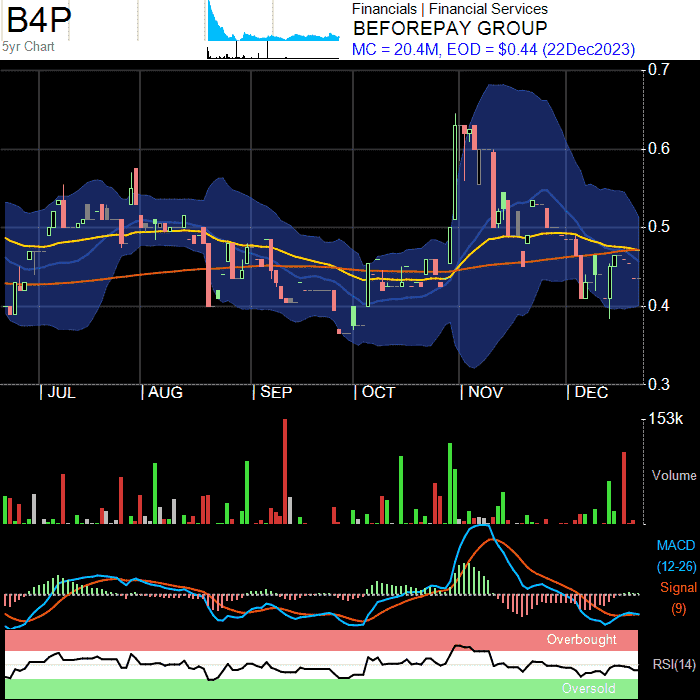 B4P
5yr Chart
Financials | Financial Services
BEFOREPAY GROUP
MC = 20.4M, EOD = $0.44 (22Dec2023)
0.7
0.6
0.5
0.4
0.3
| JUL | AUG | SEP | OCT | NOV | DEC
153k
Volume
MACD
(12-26)
Signal
(9)
Overbought
RSI(14)
Oversold